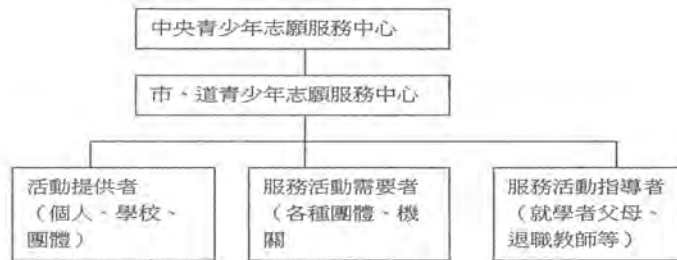 中央青少年志願服務中心
市、道青少年志願服務中心
活動提供者
（個人、學校、
團體）
服務活動需要者
（各種團體、機
關
服務活動指導者
（就學者父母、
退職教師等）